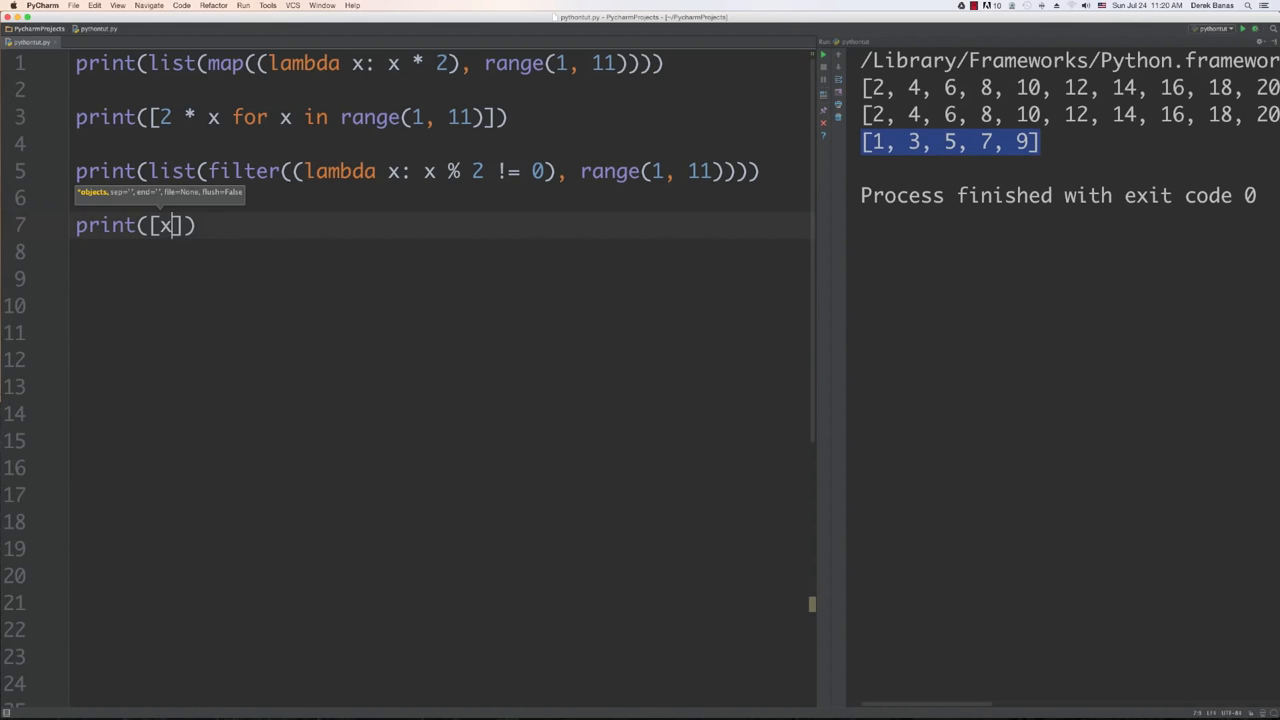 PyCharm File Edit View Navigate Code Refactor Run Tools VCS Window Help 10 Sun Jul 24 11:20 AM Derek Banas
pythontut.py - PycharmProjects - [~/PycharmProjects]
PycharmProjects pythontut.py pythontut
pythontut.py Run: pythontut
1 print(list(map((lambda x: x * 2), range(1, 11))))
2
3 print([2 * x for x in range(1, 11)])
4
5 print(list(filter((lambda x: x % 2 != 0), range(1, 11))))
*objects, sep=' ', end='', file=None, flush=False
6
7 print([x])
8
9
10
11
12
13
14
15
16
17
18
19
20
21
22
23
24
/Library/Frameworks/Python.framewor
[2, 4, 6, 8, 10, 12, 14, 16, 18, 20
[2, 4, 6, 8, 10, 12, 14, 16, 18, 20
[1, 3, 5, 7, 9]
Process finished with exit code 0
7:9 LF÷ UTF-8÷